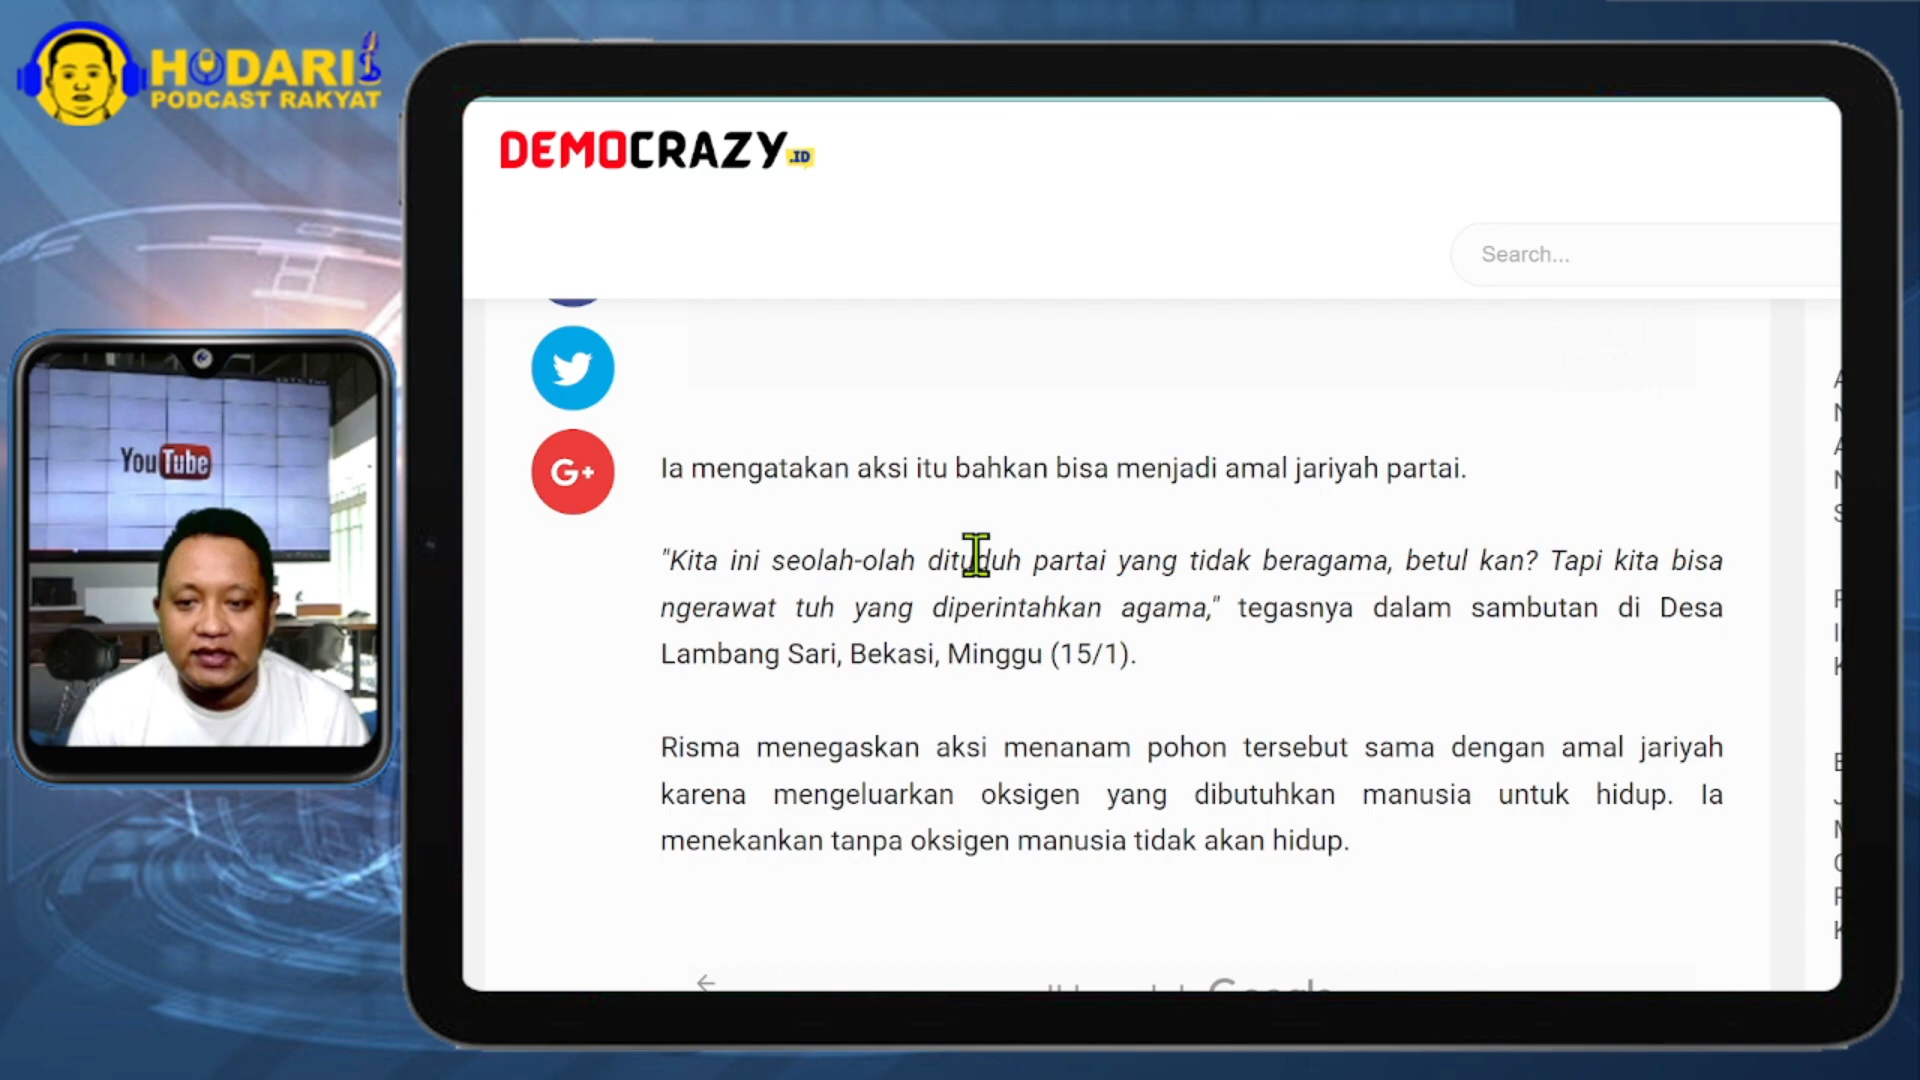 HODARI
PODCAST RAKYAT
DEMOCRAZY.ID
Search...
YouTube
G+
Ia mengatakan aksi itu bahkan bisa menjadi amal jariyah partai.
"Kita ini seolah-olah dituduh partai yang tidak beragama, betul kan? Tapi kita bisa
ngerawat tuh yang diperintahkan agama," tegasnya dalam sambutan di Desa
Lambang Sari, Bekasi, Minggu (15/1).
Risma menegaskan aksi menanam pohon tersebut sama dengan amal jariyah
karena mengeluarkan oksigen yang dibutuhkan manusia untuk hidup. Ia
menekankan tanpa oksigen manusia tidak akan hidup.